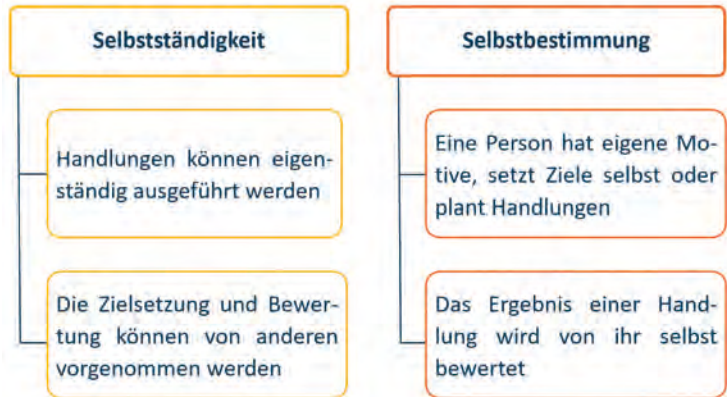 Selbstständigkeit
Handlungen können eigen-
ständig ausgeführt werden
Die Zielsetzung und Bewer-
tung können von anderen
vorgenommen werden
Selbstbestimmung
Eine Person hat eigene Mo-
tive, setzt Ziele selbst oder
plant Handlungen
Das Ergebnis einer Hand-
lung wird von ihr selbst
bewertet